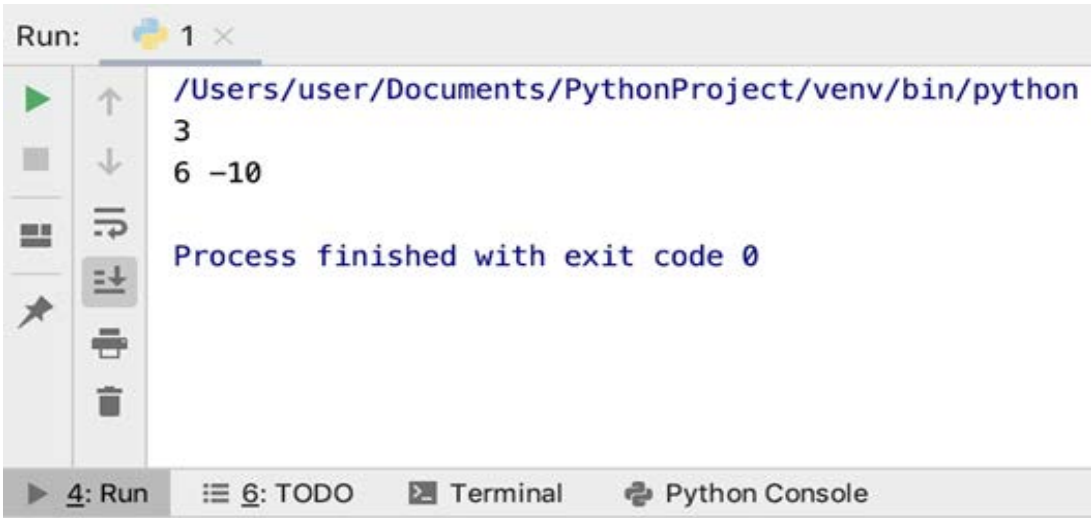 Run: 1
/Users/user/Documents/PythonProject/venv/bin/python
3
6 -10
Process finished with exit code 0
4: Run 6: TODO Terminal Python Console